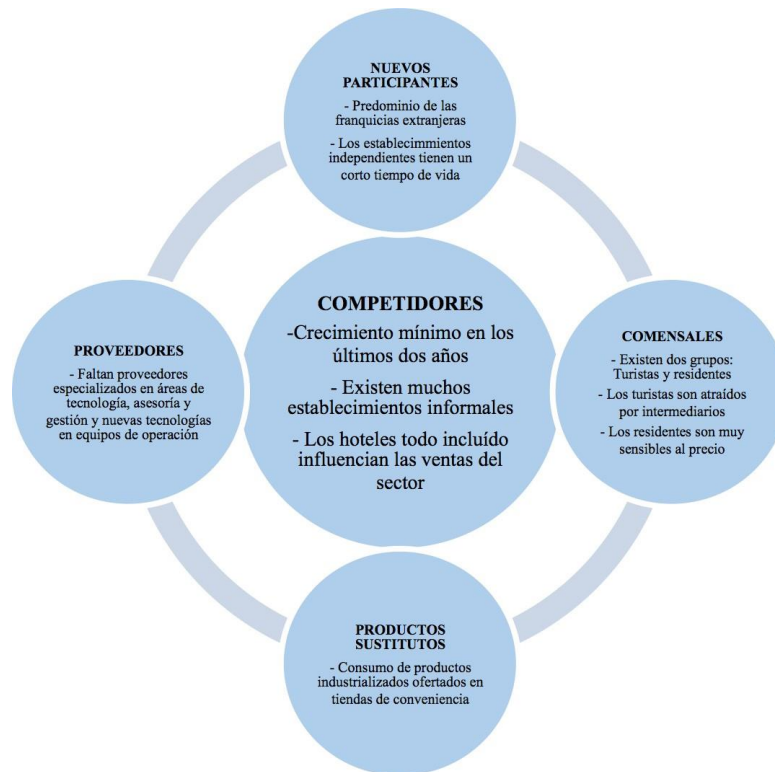 NUEVOS
PARTICIPANTES
- Predominio de las
franquicias extranjeras
- Los establecimmientos
independientes tienen un
corto tiempo de vida
PROVEEDORES
- Faltan proveedores
especializados en áreas de
tecnología, asesoría y
gestión y nuevas tecnologías
en equipos de operación
COMPETIDORES
-Crecimiento mínimo en los
últimos dos años
- Existen muchos
establecimientos informales
- Los hoteles todo incluído
influencian las ventas del
sector
COMENSALES
- Existen dos grupos:
Turistas y residentes
- Los turistas son atraídos
por intermediarios
- Los residentes son muy
sensibles al precio
PRODUCTOS
SUSTITUTOS
- Consumo de productos
industrializados ofertados en
tiendas de conveniencia